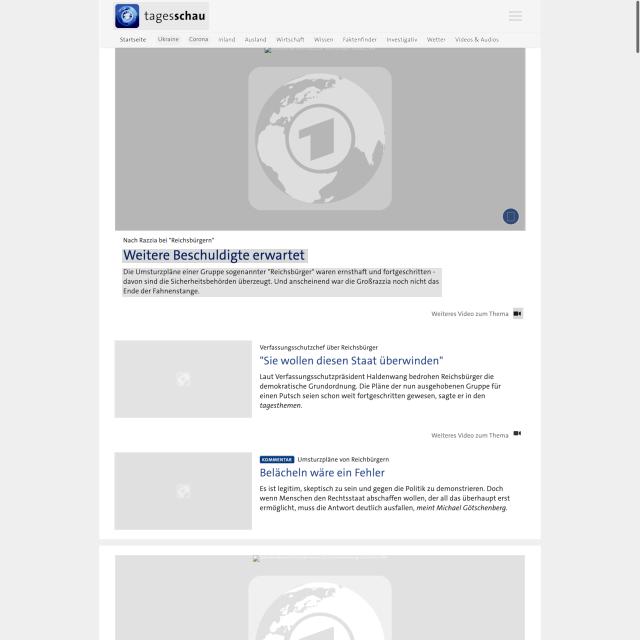 tagesschau
Startseite Ukraine Corona Inland Ausland Wirtschaft Wissen Faktenfinder Investigativ Wetter Videos & Audios
Nach Razzia bei "Reichsbürgern"
Weitere Beschuldigte erwartet
Die Umsturzpläne einer Gruppe sogenannter "Reichsbürger" waren ernsthaft und fortgeschritten -
davon sind die Sicherheitsbehörden überzeugt. Und anscheinend war die Großrazzia noch nicht das
Ende der Fahnenstange.
Weiteres Video zum Thema
Verfassungsschutzchef über Reichsbürger
"Sie wollen diesen Staat überwinden"
Laut Verfassungsschutzpräsident Haldenwang bedrohen Reichsbürger die
demokratische Grundordnung. Die Pläne der nun ausgehobenen Gruppe für
einen Putsch seien schon weit fortgeschritten gewesen, sagte er in den
tagesthemen.
Weiteres Video zum Thema
KOMMENTAR Umsturzpläne von Reichbürgern
Belächeln wäre ein Fehler
Es ist legitim, skeptisch zu sein und gegen die Politik zu demonstrieren. Doch
wenn Menschen den Rechtsstaat abschaffen wollen, der all das überhaupt erst
ermöglicht, muss die Antwort deutlich ausfallen, meint Michael Götschenberg.